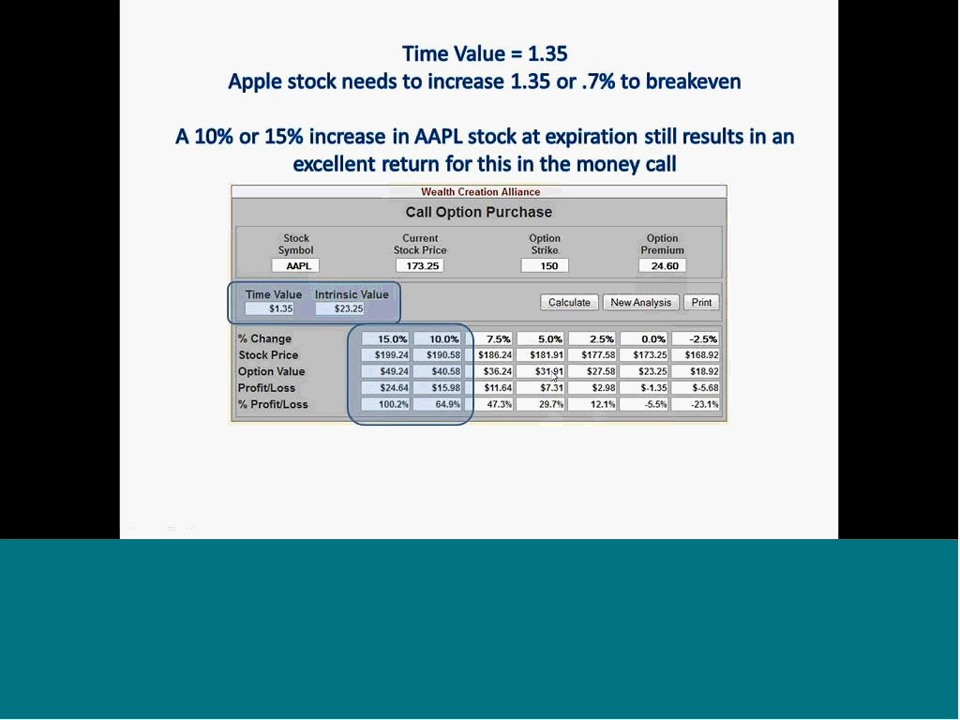 Time Value = 1.35
Apple stock needs to increase 1.35 or .7% to breakeven
A 10% or 15% increase in AAPL stock at expiration still results in an
excellent return for this in the money call
Wealth Creation Alliance
Call Option Purchase
Stock Symbol Current Stock Price Option Strike Option Premium
AAPL 173.25 150 24.60
Time Value Intrinsic Value
$1.35 $23.25 Calculate New Analysis Print
% Change 15.0% 10.0% 7.5% 5.0% 2.5% 0.0% -2.5%
Stock Price $199.24 $190.58 $186.24 $181.91 $177.58 $173.25 $168.92
Option Value $49.24 $40.58 $36.24 $31.91 $27.58 $23.25 $18.92
Profit/Loss $24.64 $15.98 $11.64 $7.31 $2.98 $-1.35 $-5.68
% Profit/Loss 100.2% 64.9% 47.3% 29.7% 12.1% -5.5% -23.1%